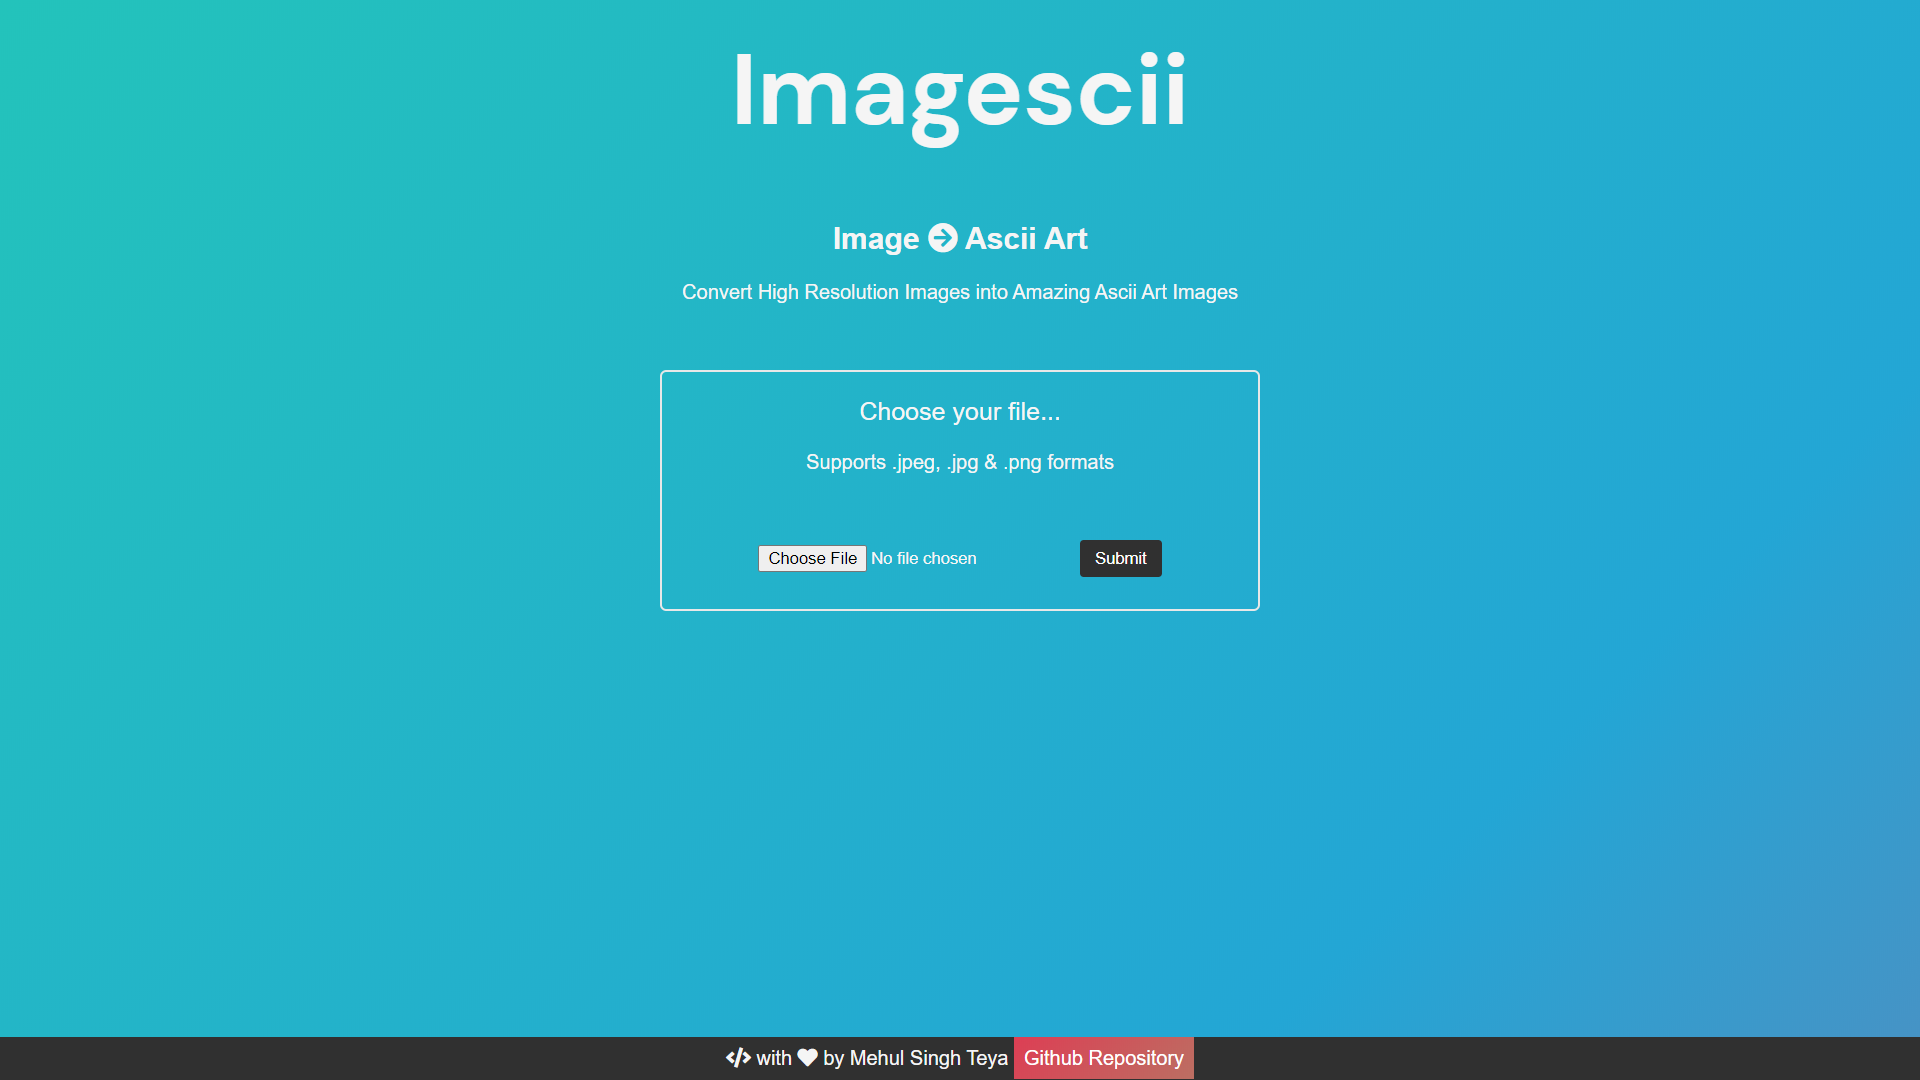 Imagescii
Image Ascii Art
Convert High Resolution Images into Amazing Ascii Art Images
Choose your file...
Supports .jpeg, .jpg & .png formats
Choose File No file chosen Submit
with by Mehul Singh Teya Github Repository